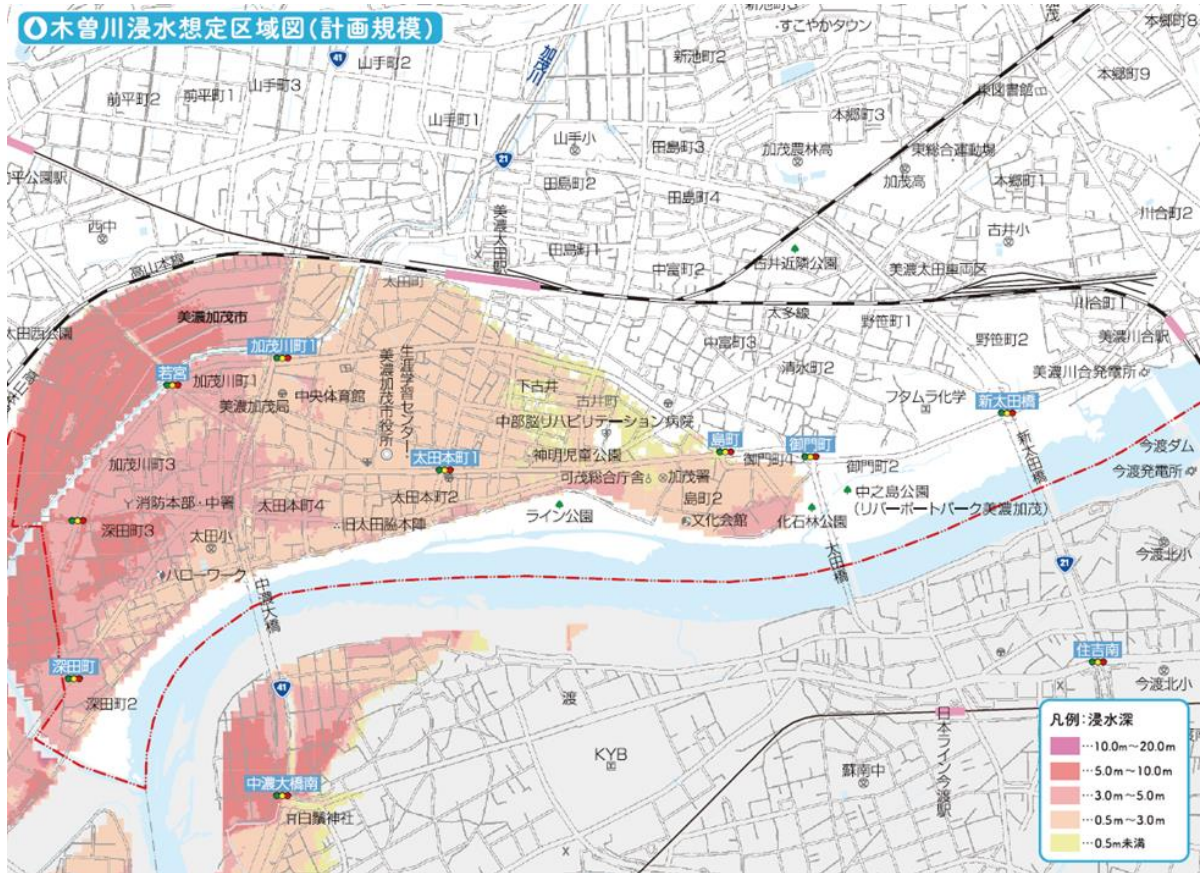 木曽川浸水想定区域図(計画規模)
新池町2
すこやかタウン
本郷町8
41
山手町2
加茂川
本郷町9
前平町2
前平町1
山手町3
東図書館
山手町1
山手小
田島町3
加茂農林高
本郷町3
東総合運動場
21
加茂高
田島町2
本郷町1
田島町4
川合町2
西中
美濃太田駅
田島町1
古井小
高山本線
太田町
中富町2
古井近隣公園
美濃太田車両区
太多線
川合町1
美濃加茂市
野笹町1
太田西公園
加茂川町1
中富町3
野笹町2
美濃川合駅
若宮
加茂川町1
生涯学習センター
美濃加茂市役所
下古井
清水町2
美濃川合発電所
中央体育館
古井町
美濃加茂局
中部脳リハビリテーション病院
フタムラ化学
新太田橋
島町
御門町
新太田橋
今渡ダム
加茂川町3
太田本町1
神明児童公園
御門町1
御門町2
今渡発電所
可茂総合庁舎
加茂署
消防本部・中署
太田本町4
太田本町2
島町2
中之島公園
(リバーポートパーク美濃加茂)
深田町3
旧太田脇本陣
ライン公園
文化会館
化石林公園
太田小
太田橋
今渡北小
ハローワーク
中濃大橋
21
深田町
住吉南
深田町2
41
渡
今渡北小
日本ライン今渡駅
KYB
蘇南中
中濃大橋南
白鬚神社
凡例:浸水深
…10.0m~20.0m
…5.0m~10.0m
…3.0m~5.0m
…0.5m~3.0m
…0.5m未満